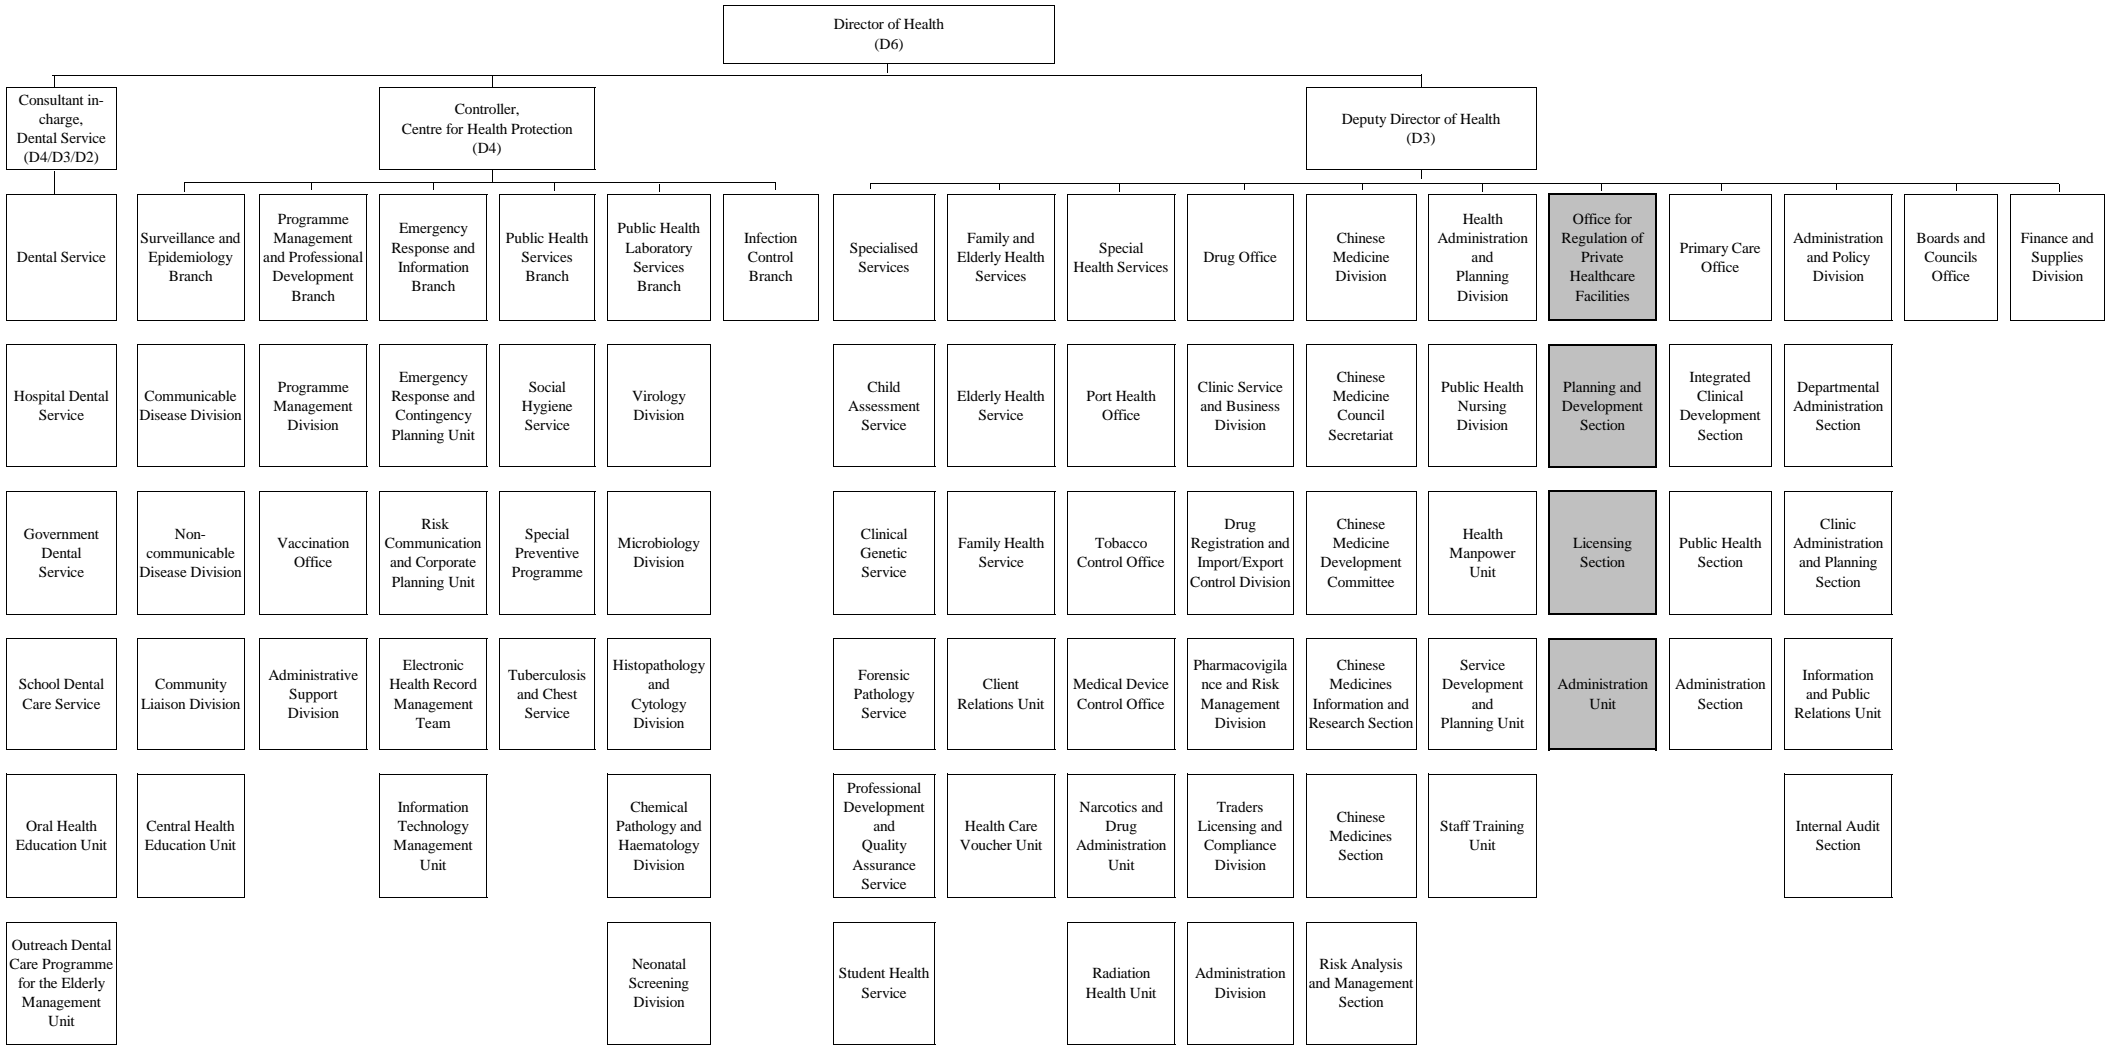 Director of Health
(D6)
Consultant in-
charge,
Dental Service
(D4/D3/D2)
Controller,
Centre for Health Protection
(D4)
Deputy Director of Health
(D3)
Dental Service
Surveillance and
Epidemiology
Branch
Programme
Management
and Professional
Development
Branch
Emergency
Response and
Information
Branch
Public Health
Services
Branch
Public Health
Laboratory
Services
Branch
Infection
Control
Branch
Specialised
Services
Family and
Elderly Health
Services
Special
Health Services
Drug Office
Chinese
Medicine
Division
Health
Administration
and
Planning
Division
Office for
Regulation of
Private
Healthcare
Facilities
Primary Care
Office
Administration
and Policy
Division
Boards and
Councils
Office
Finance and
Supplies
Division
Hospital Dental
Service
Communicable
Disease Division
Programme
Management
Division
Emergency
Response and
Contingency
Planning Unit
Social
Hygiene
Service
Virology
Division
Child
Assessment
Service
Elderly Health
Service
Port Health
Office
Clinic Service
and Business
Division
Chinese
Medicine
Council
Secretariat
Public Health
Nursing
Division
Planning and
Development
Section
Integrated
Clinical
Development
Section
Departmental
Administration
Section
Government
Dental
Service
Non-
communicable
Disease Division
Vaccination
Office
Risk
Communication
and Corporate
Planning Unit
Special
Preventive
Programme
Microbiology
Division
Clinical
Genetic
Service
Family Health
Service
Tobacco
Control Office
Drug
Registration and
Import/Export
Control Division
Chinese
Medicine
Development
Committee
Health
Manpower
Unit
Licensing
Section
Public Health
Section
Clinic
Administration
and Planning
Section
School Dental
Care Service
Community
Liaison Division
Administrative
Support
Division
Electronic
Health Record
Management
Team
Tuberculosis
and Chest
Service
Histopathology
and
Cytology
Division
Forensic
Pathology
Service
Client
Relations Unit
Medical Device
Control Office
Pharmacovigila
nce and Risk
Management
Division
Chinese
Medicines
Information and
Research Section
Service
Development
and
Planning Unit
Administration
Unit
Administration
Section
Information
and Public
Relations Unit
Oral Health
Education Unit
Central Health
Education Unit
Information
Technology
Management
Unit
Chemical
Pathology and
Haematology
Division
Professional
Development
and
Quality
Assurance
Service
Health Care
Voucher Unit
Narcotics and
Drug
Administration
Unit
Traders
Licensing and
Compliance
Division
Chinese
Medicines
Section
Staff Training
Unit
Internal Audit
Section
Outreach Dental
Care Programme
for the Elderly
Management
Unit
Neonatal
Screening
Division
Student Health
Service
Radiation
Health Unit
Administration
Division
Risk Analysis
and Management
Section